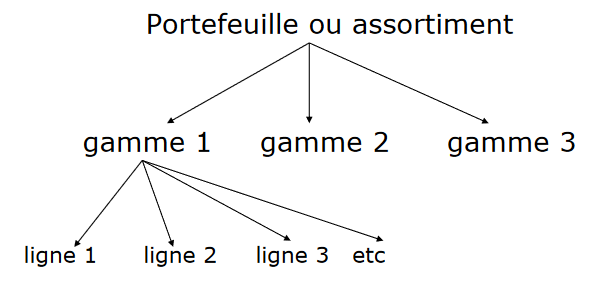 Portefeuille ou assortiment
gamme 1 gamme 2 gamme 3
ligne 1 ligne 2 ligne 3 etc